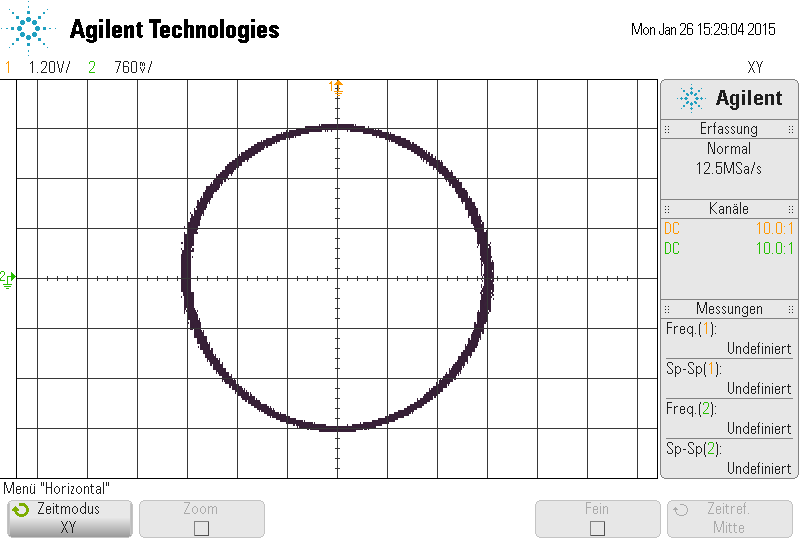 Agilent Technologies
Mon Jan 26 15:29:04 2015
1 1.20V/ 2 760mV/ XY
1
2
Agilent
Erfassung
Normal
12.5MSa/s
Kanäle
DC 10.0:1
DC 10.0:1
Messungen
Freq.(1):
Undefiniert
Sp-Sp(1):
Undefiniert
Freq.(2):
Undefiniert
Sp-Sp(2):
Undefiniert
Menü "Horizontal"
Zeitmodus
XY
Zoom
Fein
Zeitref.
Mitte